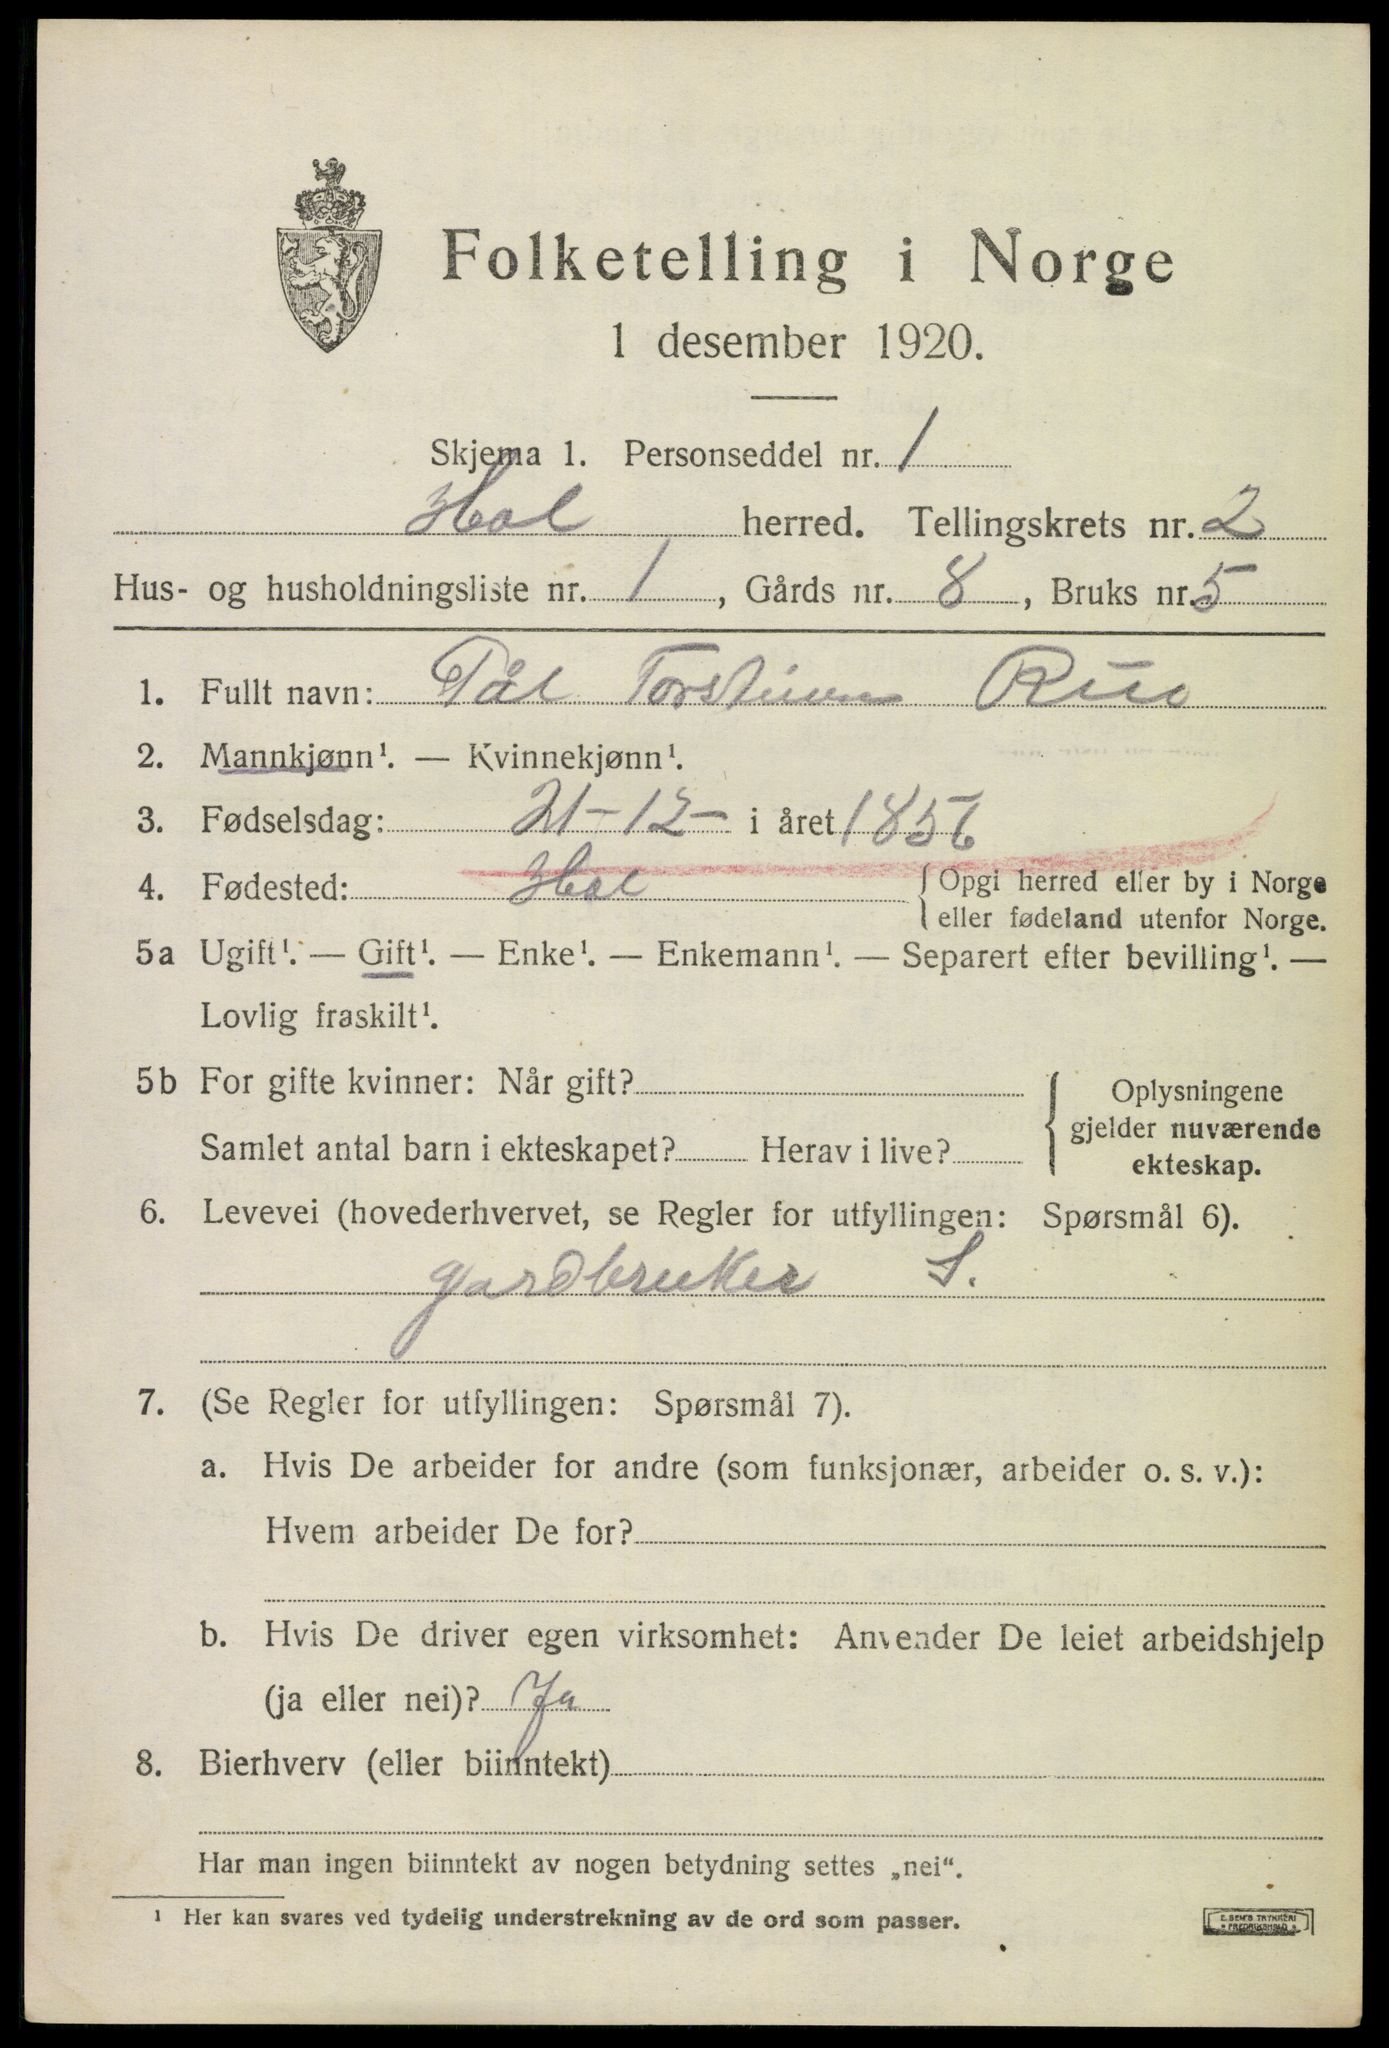 Folketelling i Norge
1 desember 1920.
Skjema 1. Personseddel nr. 1
Hol herred. Tellingskrets nr. 2
Hus- og husholdningsliste nr. 1, Gårds nr. 8, Bruks nr. 5
1. Fullt navn: Pål Torsteinsen Rue
2. Mannkjønn¹. — Kvinnekjønn¹.
3. Fødselsdag: 21-12- i året 1856
4. Fødested: Hol { Opgi herred eller by i Norge
eller fødeland utenfor Norge.
5a Ugift¹. — Gift¹. — Enke¹. — Enkemann¹. — Separert efter bevilling¹. —
Lovlig fraskilt¹.
5b For gifte kvinner: Når gift? { Oplysningene
gjelder nuværende
Samlet antal barn i ekteskapet? Herav i live?
ekteskap.
6. Levevei (hovederhvervet, se Regler for utfyllingen: Spørsmål 6).
gardbruker S.
7. (Se Regler for utfyllingen: Spørsmål 7).
a. Hvis De arbeider for andre (som funksjonær, arbeider o. s. v.):
Hvem arbeider De for?
b. Hvis De driver egen virksomhet: Anvender De leiet arbeidshjelp
(ja eller nei)? Ja
8. Bierhverv (eller biinntekt)
Har man ingen biinntekt av nogen betydning settes „nei“.
¹ Her kan svares ved tydelig understrekning av de ord som passer.
E. SEM'S TRYKKERI
FREDRIKSHALD